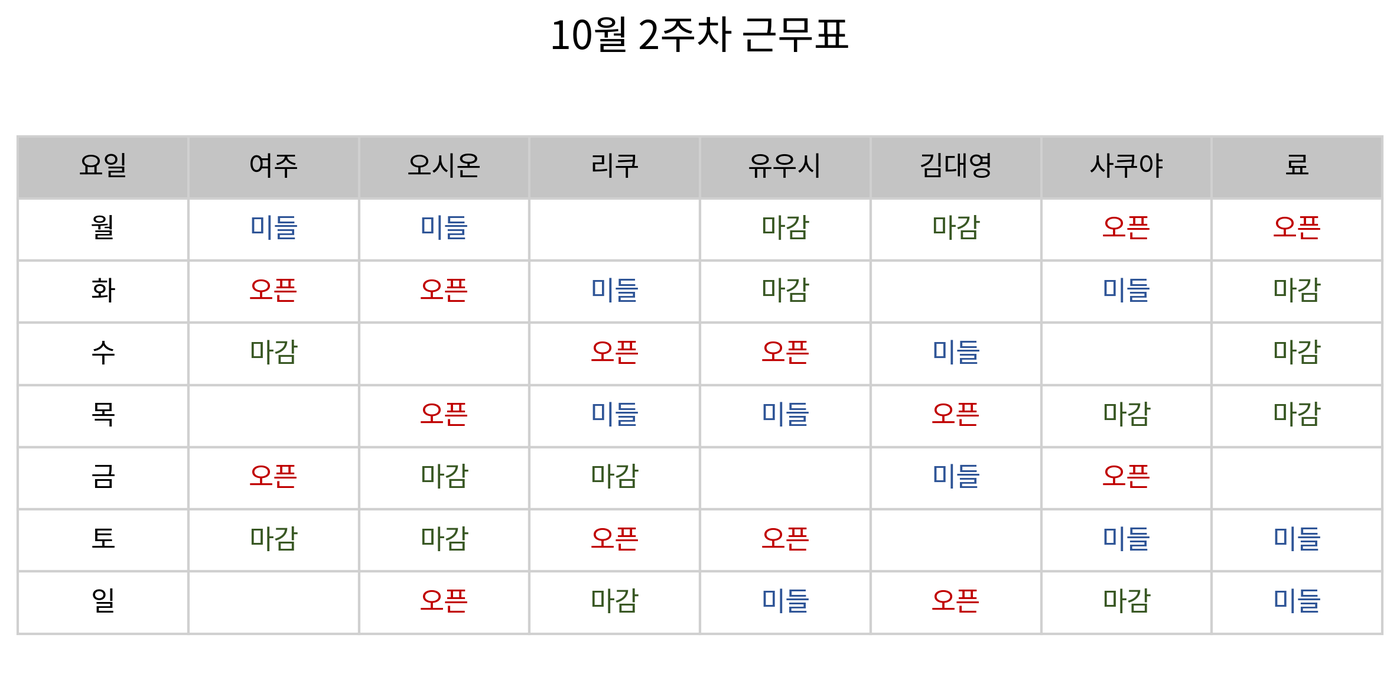 10월 2주차 근무표
요일 여주 오시온 리쿠 유우시 김대영 사쿠야 료
월 미들 미들 마감 마감 오픈 오픈
화 오픈 오픈 미들 마감 미들 마감
수 마감 오픈 오픈 미들 마감
목 오픈 미들 미들 오픈 마감 마감
금 오픈 마감 마감 미들 오픈
토 마감 마감 오픈 오픈 미들 미들
일 오픈 마감 미들 오픈 마감 미들